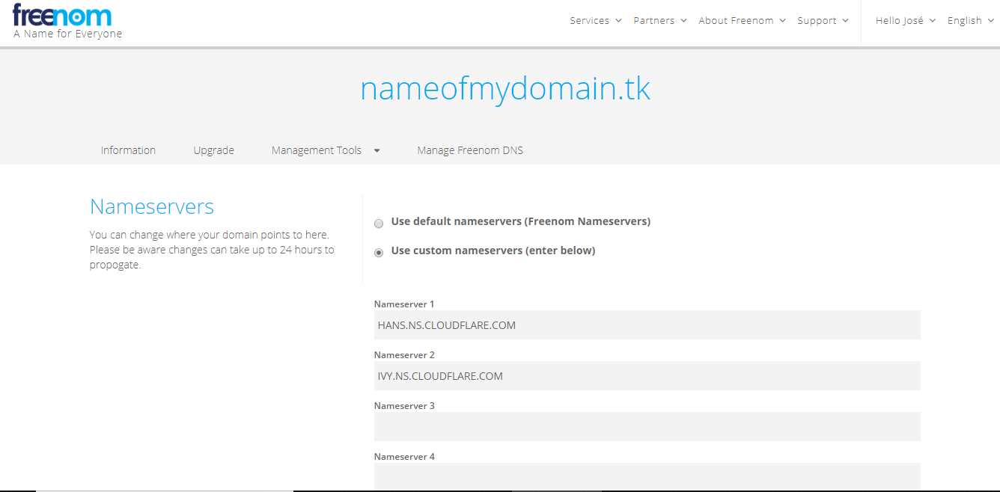 freenom
A Name for Everyone
Services Partners About Freenom Support Hello José English
nameofmydomain.tk
Information Upgrade Management Tools Manage Freenom DNS
Nameservers
You can change where your domain points to here.
Please be aware changes can take up to 24 hours to
propogate.
Use default nameservers (Freenom Nameservers)
Use custom nameservers (enter below)
Nameserver 1
HANS.NS.CLOUDFLARE.COM
Nameserver 2
IVY.NS.CLOUDFLARE.COM
Nameserver 3
Nameserver 4